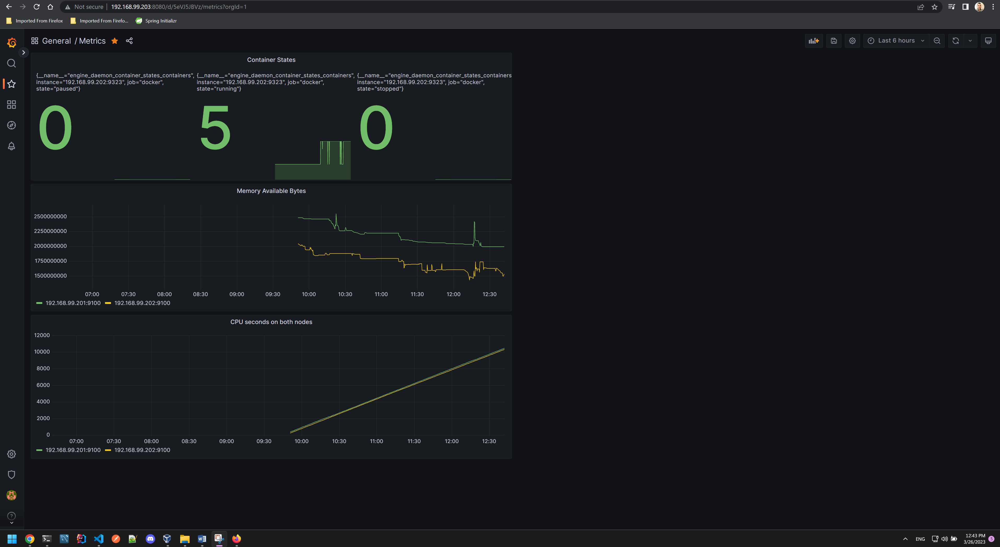 Not secure | 192.168.99.203:8080/d/5eVJ5JBVz/metrics?orgId=1
Imported From Firefox Imported From Firefo... Spring Initializr
General / Metrics
Last 6 hours
Container States
{__name__="engine_daemon_container_states_containers",
instance="192.168.99.202:9323", job="docker",
state="paused"}
0
{__name__="engine_daemon_container_states_containers",
instance="192.168.99.202:9323", job="docker",
state="running"}
5
{__name__="engine_daemon_container_states_containers
instance="192.168.99.202:9323", job="docker",
state="stopped"}
0
Memory Available Bytes
2500000000
2250000000
2000000000
1750000000
1500000000
07:00 07:30 08:00 08:30 09:00 09:30 10:00 10:30 11:00 11:30 12:00 12:30
192.168.99.201:9100 192.168.99.202:9100
CPU seconds on both nodes
12000
10000
8000
6000
4000
2000
0
07:00 07:30 08:00 08:30 09:00 09:30 10:00 10:30 11:00 11:30 12:00 12:30
192.168.99.201:9100 192.168.99.202:9100
ENG
12:43 PM
3/26/2023
5